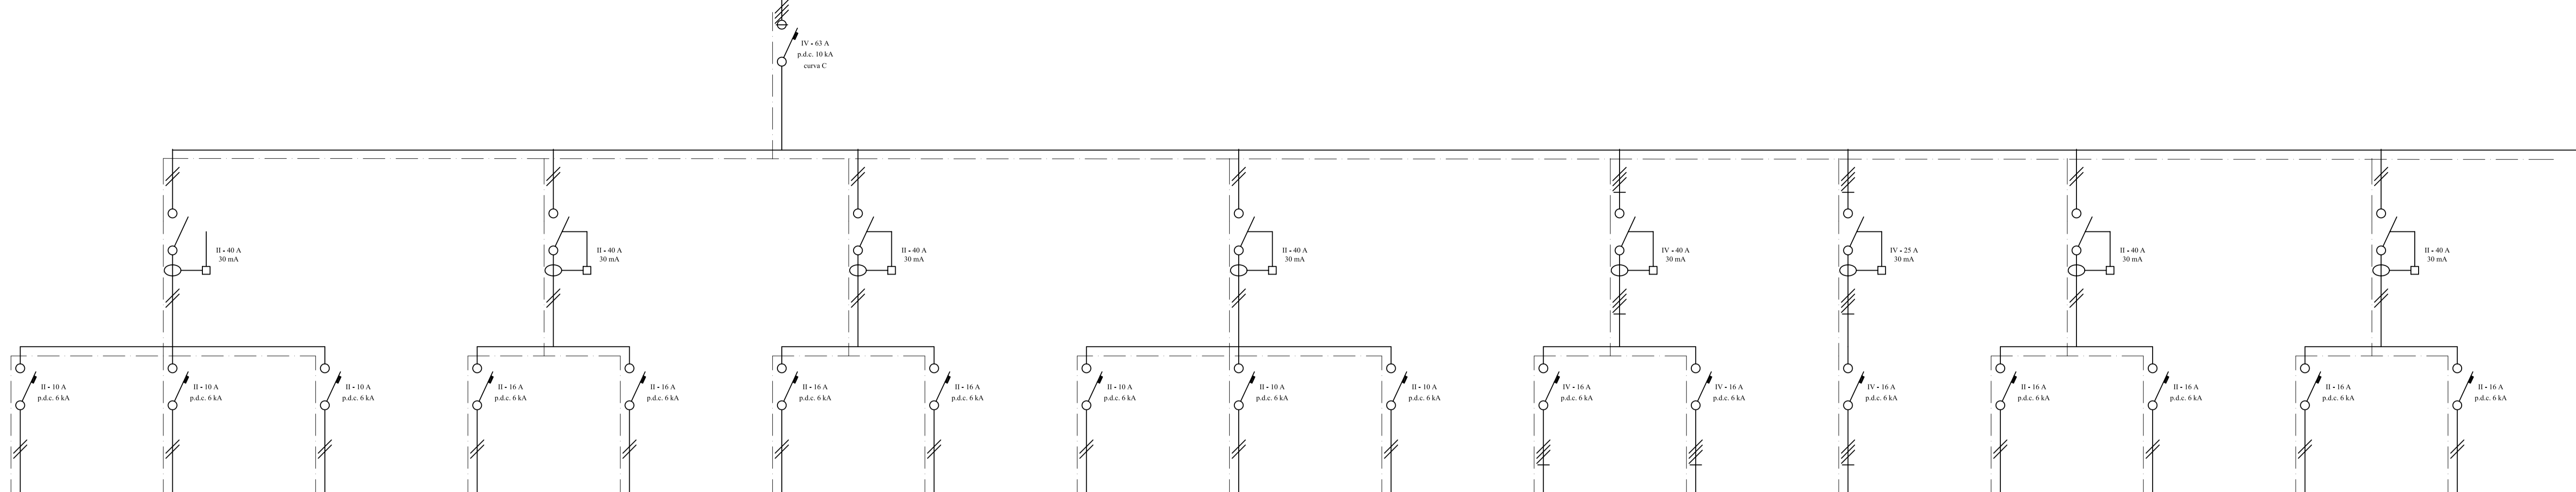 IV - 63 A
p.d.c. 10 kA
curva C
II - 40 A
30 mA
II - 40 A
30 mA
II - 40 A
30 mA
II - 40 A
30 mA
IV - 40 A
30 mA
IV - 25 A
30 mA
II - 40 A
30 mA
II - 40 A
30 mA
II - 10 A
p.d.c. 6 kA
II - 10 A
p.d.c. 6 kA
II - 10 A
p.d.c. 6 kA
II - 16 A
p.d.c. 6 kA
II - 16 A
p.d.c. 6 kA
II - 16 A
p.d.c. 6 kA
II - 16 A
p.d.c. 6 kA
II - 10 A
p.d.c. 6 kA
II - 10 A
p.d.c. 6 kA
II - 10 A
p.d.c. 6 kA
IV - 16 A
p.d.c. 6 kA
IV - 16 A
p.d.c. 6 kA
IV - 16 A
p.d.c. 6 kA
II - 16 A
p.d.c. 6 kA
II - 16 A
p.d.c. 6 kA
II - 16 A
p.d.c. 6 kA
II - 16 A
p.d.c. 6 kA